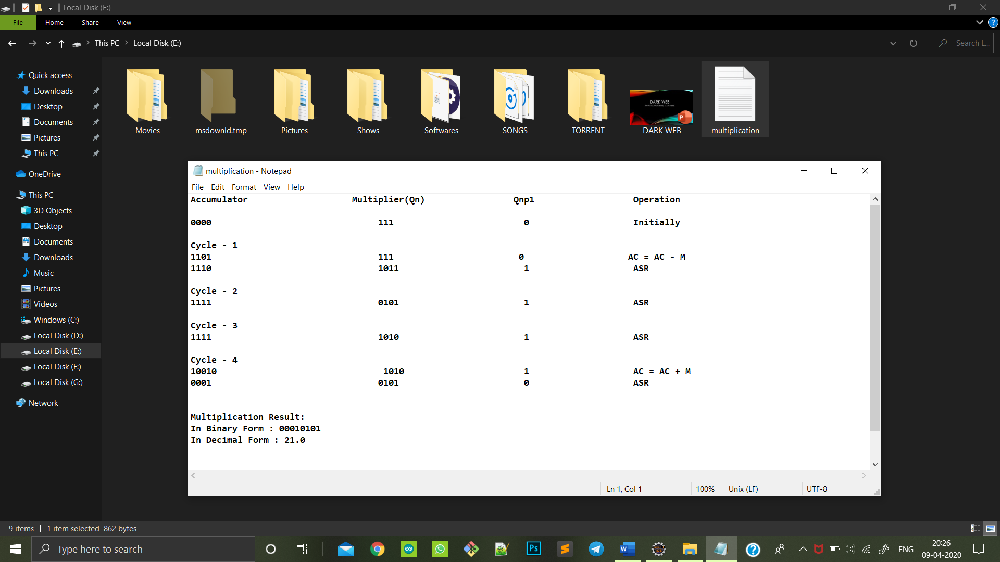 Local Disk (E:)
File Home Share View
This PC Local Disk (E:) Search L...
Quick access
Downloads
Desktop
Documents
Pictures
This PC
OneDrive
This PC
3D Objects
Desktop
Documents
Downloads
Music
Pictures
Videos
Windows (C:)
Local Disk (D:)
Local Disk (E:)
Local Disk (F:)
Local Disk (G:)
Network
DARK WEB
Movies msdownld.tmp Pictures Shows Softwares SONGS TORRENT DARK WEB multiplication
multiplication - Notepad
File Edit Format View Help
Accumulator Multiplier(Qn) Qnp1 Operation
0000 111 0 Initially
Cycle - 1
1101 111 0 AC = AC - M
1110 1011 1 ASR
Cycle - 2
1111 0101 1 ASR
Cycle - 3
1111 1010 1 ASR
Cycle - 4
10010 1010 1 AC = AC + M
0001 0101 0 ASR
Multiplication Result:
In Binary Form : 00010101
In Decimal Form : 21.0
Ln 1, Col 1 100% Unix (LF) UTF-8
9 items 1 item selected 862 bytes
Type here to search
Ps
W
ENG
20:26
09-04-2020